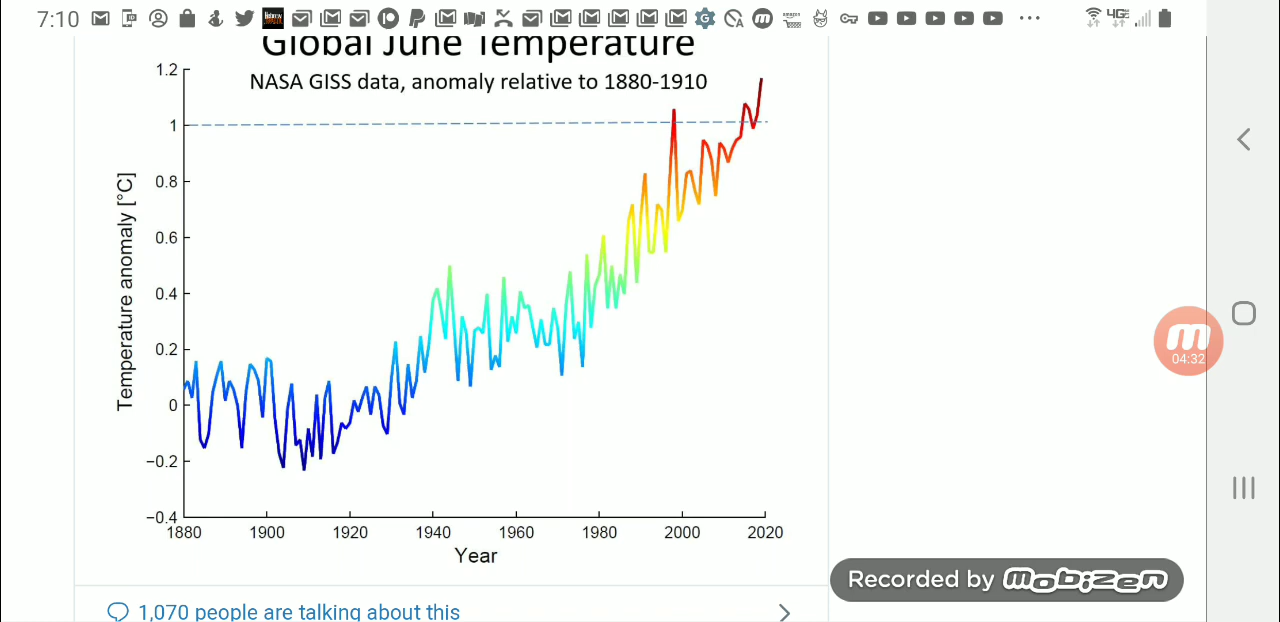 7:10
4GE
Global June Temperature
NASA GISS data, anomaly relative to 1880-1910
1.2
1
0.8
0.6
0.4
0.2
0
−0.2
−0.4
Temperature anomaly [°C]
1880 1900 1920 1940 1960 1980 2000 2020
Year
04:32
Recorded by mobizen
1,070 people are talking about this